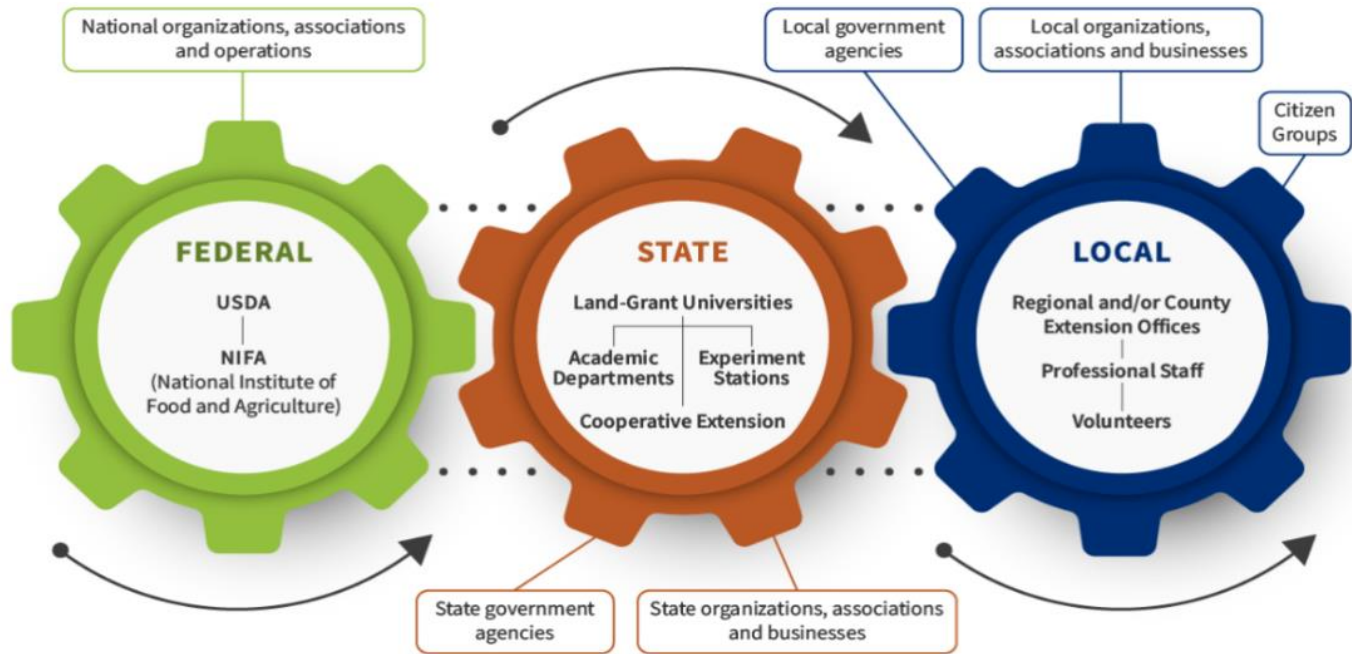 National organizations, associations
and operations
Local government
agencies
Local organizations,
associations and businesses
Citizen
Groups
FEDERAL
USDA
NIFA
(National Institute of
Food and Agriculture)
STATE
Land-Grant Universities
Academic
Departments
Experiment
Stations
Cooperative Extension
LOCAL
Regional and/or County
Extension Offices
Professional Staff
Volunteers
State government
agencies
State organizations, associations
and businesses